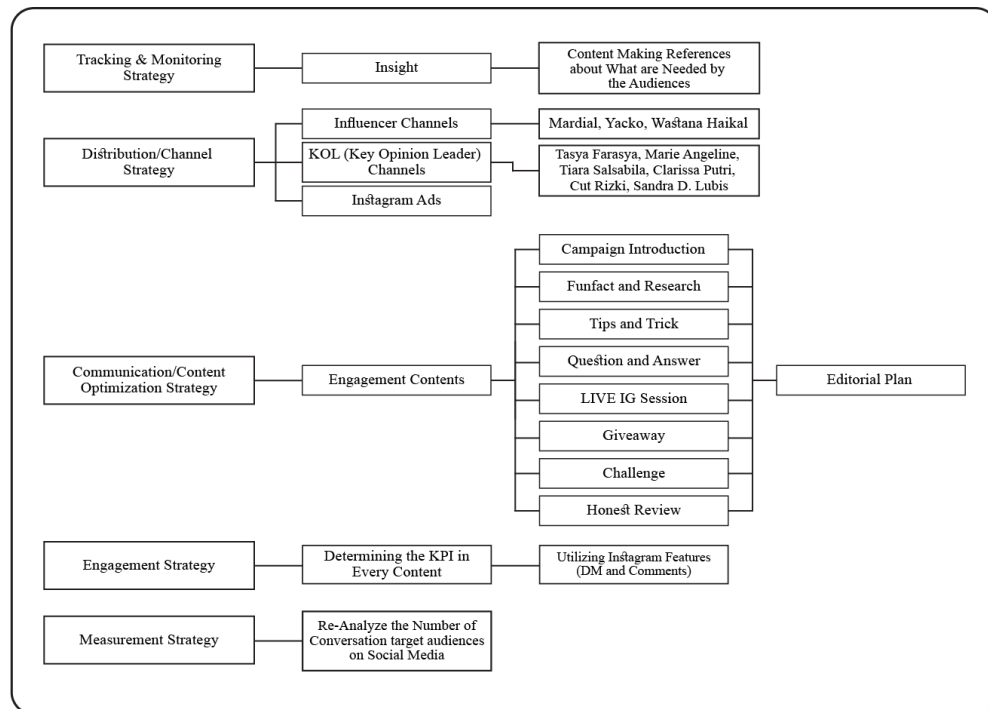 Tracking & Monitoring
Strategy
Insight
Content Making References
about What are Needed by
the Audiences
Distribution/Channel
Strategy
Influencer Channels
Mardial, Yacko, Wastana Haikal
KOL (Key Opinion Leader)
Channels
Tasya Farasya, Marie Angeline,
Tiara Salsabila, Clarissa Putri,
Cut Rizki, Sandra D. Lubis
Instagram Ads
Communication/Content
Optimization Strategy
Engagement Contents
Campaign Introduction
Funfact and Research
Tips and Trick
Question and Answer
LIVE IG Session
Giveaway
Challenge
Honest Review
Editorial Plan
Engagement Strategy
Determining the KPI in
Every Content
Utilizing Instagram Features
(DM and Comments)
Measurement Strategy
Re-Analyze the Number of
Conversation target audiences
on Social Media